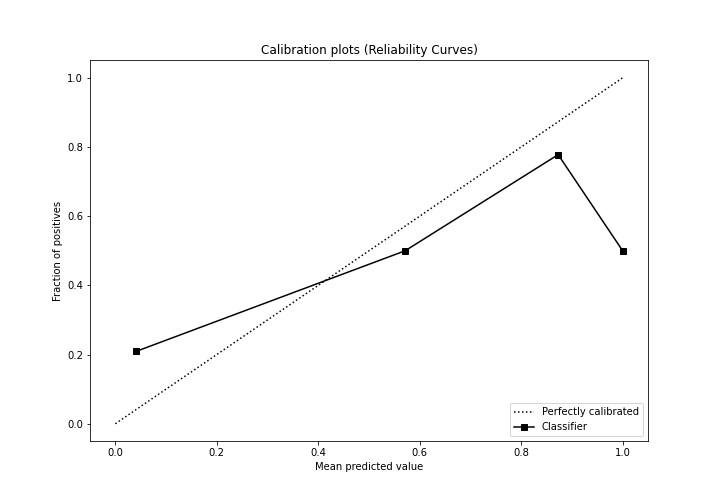 Calibration plots (Reliability Curves)
1.0
0.8
0.6
0.4
0.2
0.0
Fraction of positives
0.0 0.2 0.4 0.6 0.8 1.0
Mean predicted value
Perfectly calibrated
Classifier